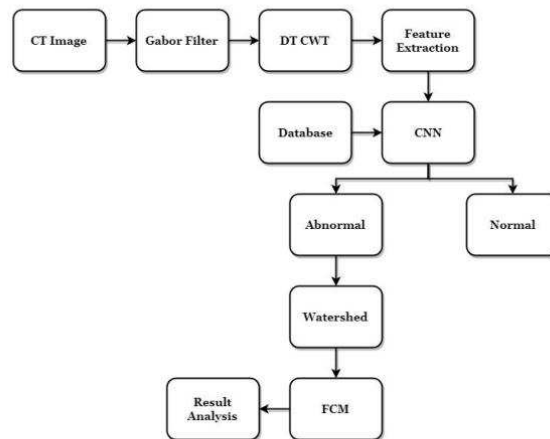 CT Image
Gabor Filter
DT CWT
Feature
Extraction
Database
CNN
Abnormal
Normal
Watershed
Result
Analysis
FCM